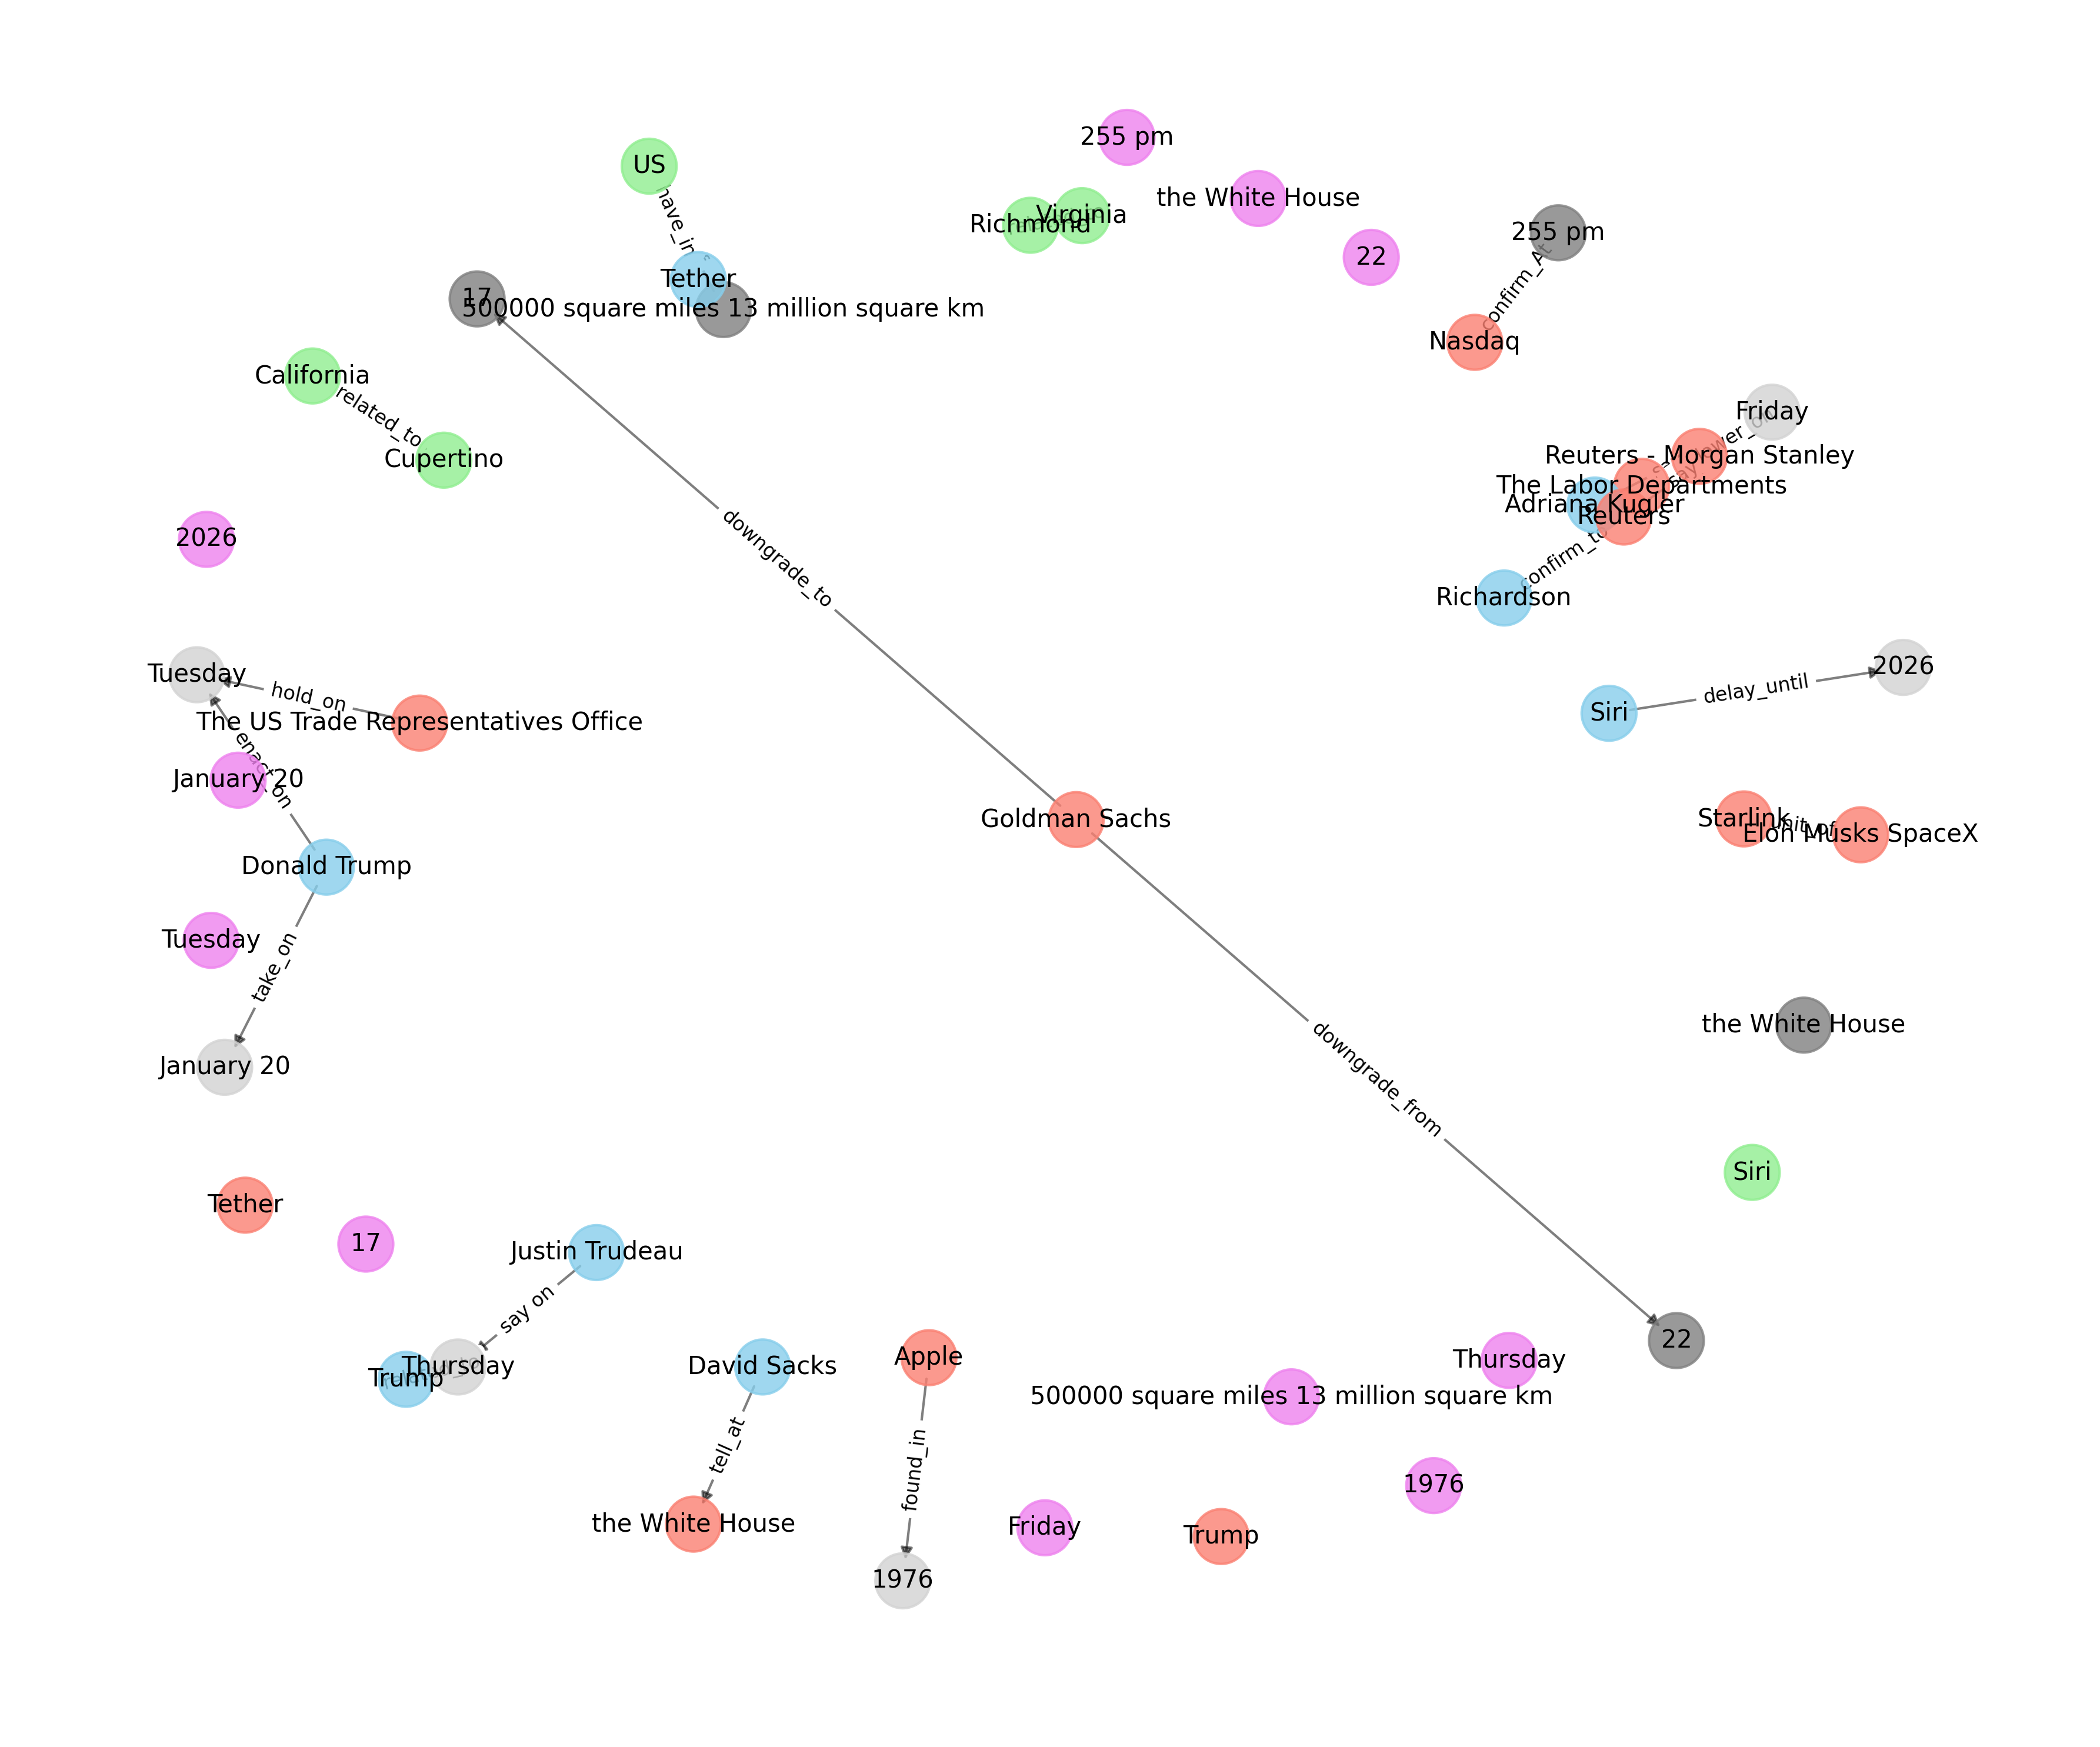 255 pm
US
the White House
Virginia
Richmond
255 pm
22
Tether
17
500000 square miles 13 million square km
confirm_At
Nasdaq
California
related_to
Friday
Cupertino
Reuters - Morgan Stanley
The Labor Departments
Adriana Kugler
Reuters
2026
downgrade_to
Richardson
2026
Tuesday
hold_on
delay_until
Siri
The US Trade Representatives Office
January 20
Goldman Sachs
Starlink
Elon Musks SpaceX
Donald Trump
Tuesday
take_on
the White House
January 20
downgrade_from
Siri
Tether
17
Justin Trudeau
say on
22
Thursday
Trump
David Sacks
Apple
Thursday
500000 square miles 13 million square km
tell_at
found_in
1976
the White House
Friday
Trump
1976